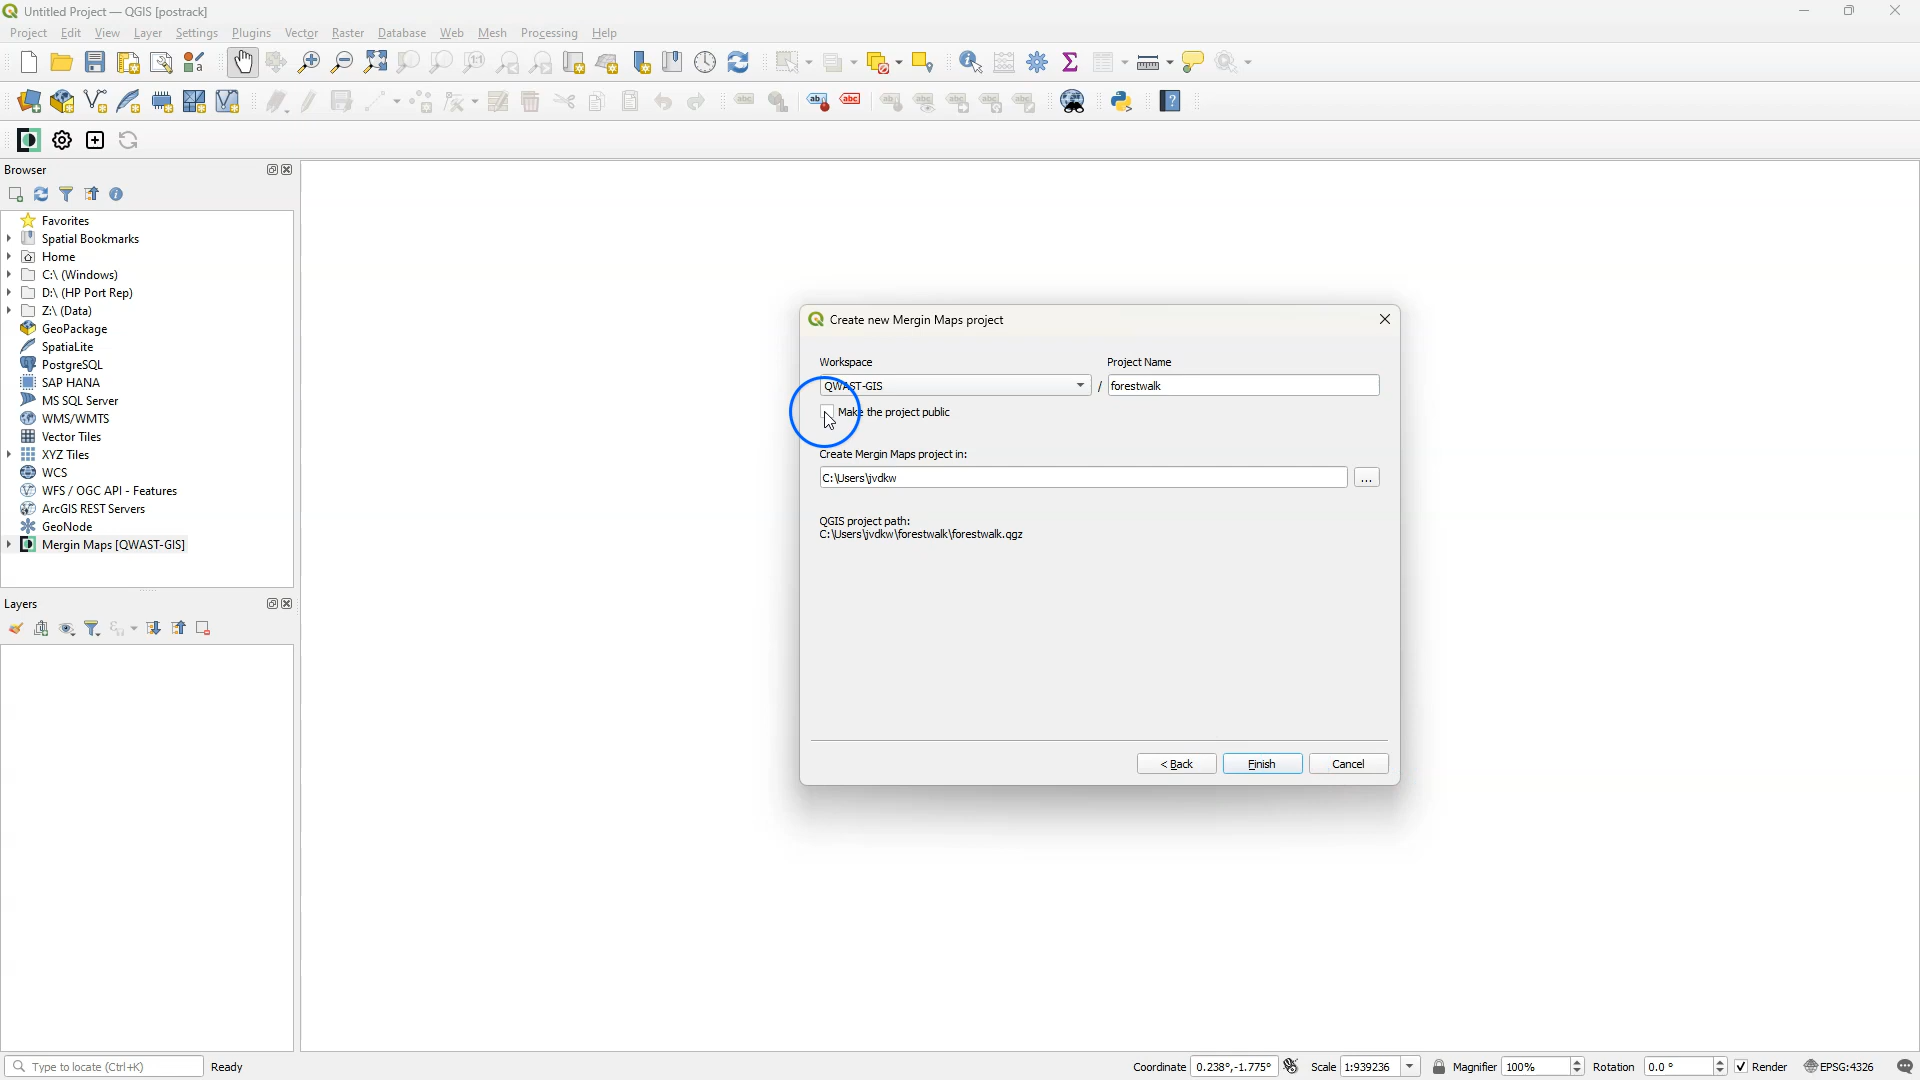 Untitled Project — QGIS [postrack]
Project Edit View Layer Settings Plugins Vector Raster Database Web Mesh Processing Help
Browser
Favorites
Spatial Bookmarks
Home
C:\ (Windows)
D:\ (HP Port Rep)
Z:\ (Data)
GeoPackage
SpatiaLite
PostgreSQL
SAP HANA
MS SQL Server
WMS/WMTS
Vector Tiles
XYZ Tiles
WCS
WFS / OGC API - Features
ArcGIS REST Servers
GeoNode
Mergin Maps [QWAST-GIS]
Layers
Create new Mergin Maps project
Workspace Project Name
QWAST-GIS / forestwalk
Make the project public
Create Mergin Maps project in:
C:\Users\jvdkw ...
QGIS project path:
C:\Users\jvdkw\forestwalk\forestwalk.qgz
< Back Finish Cancel
Type to locate (Ctrl+K) Ready Coordinate 0.238°,-1.775° Scale 1:939236 Magnifier 100% Rotation 0.0 ° Render EPSG:4326